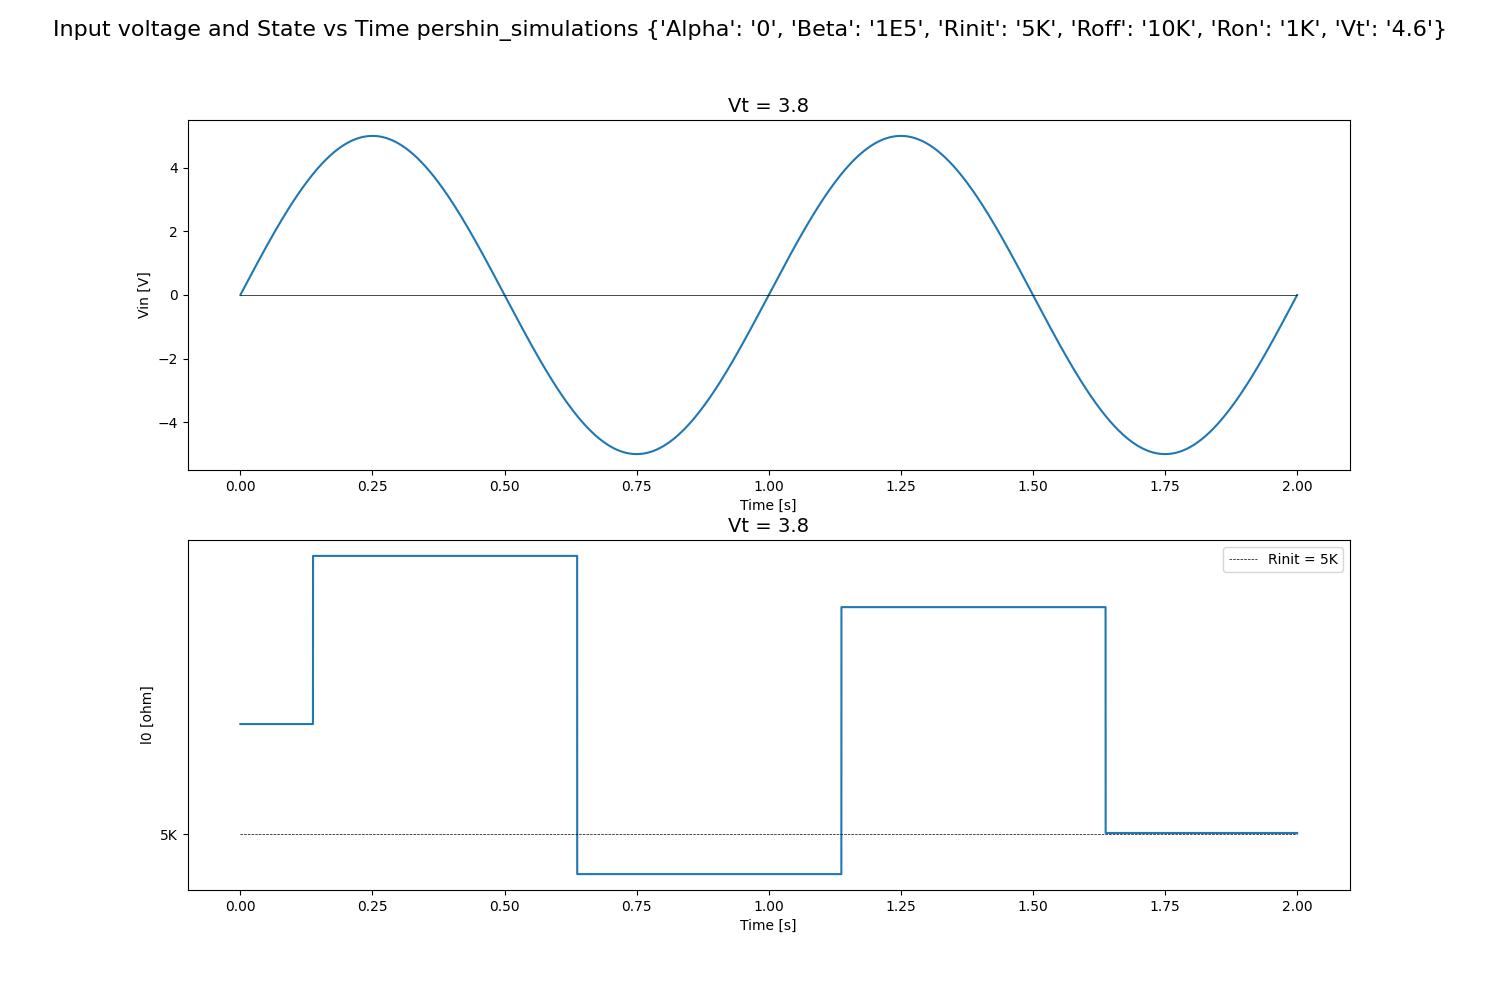 Input voltage and State vs Time pershin_simulations {'Alpha': '0', 'Beta': '1E5', 'Rinit': '5K', 'Roff': '10K', 'Ron': '1K', 'Vt': '4.6'}
Vt = 3.8
Vin [V]
4
2
0
−2
−4
0.00 0.25 0.50 0.75 1.00 1.25 1.50 1.75 2.00
Time [s]
Vt = 3.8
Rinit = 5K
l0 [ohm]
5K
0.00 0.25 0.50 0.75 1.00 1.25 1.50 1.75 2.00
Time [s]